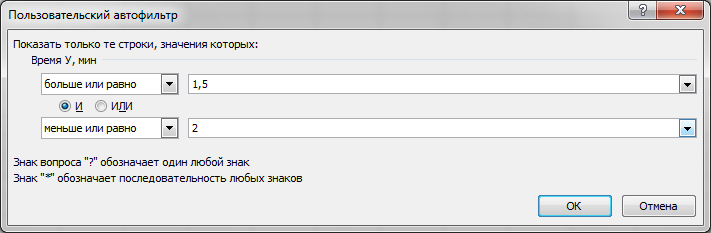 Пользовательский автофильтр
Показать только те строки, значения которых:
Время У, мин
больше или равно 1,5
И ИЛИ
меньше или равно 2
Знак вопроса "?" обозначает один любой знак
Знак "*" обозначает последовательность любых знаков
ОК Отмена